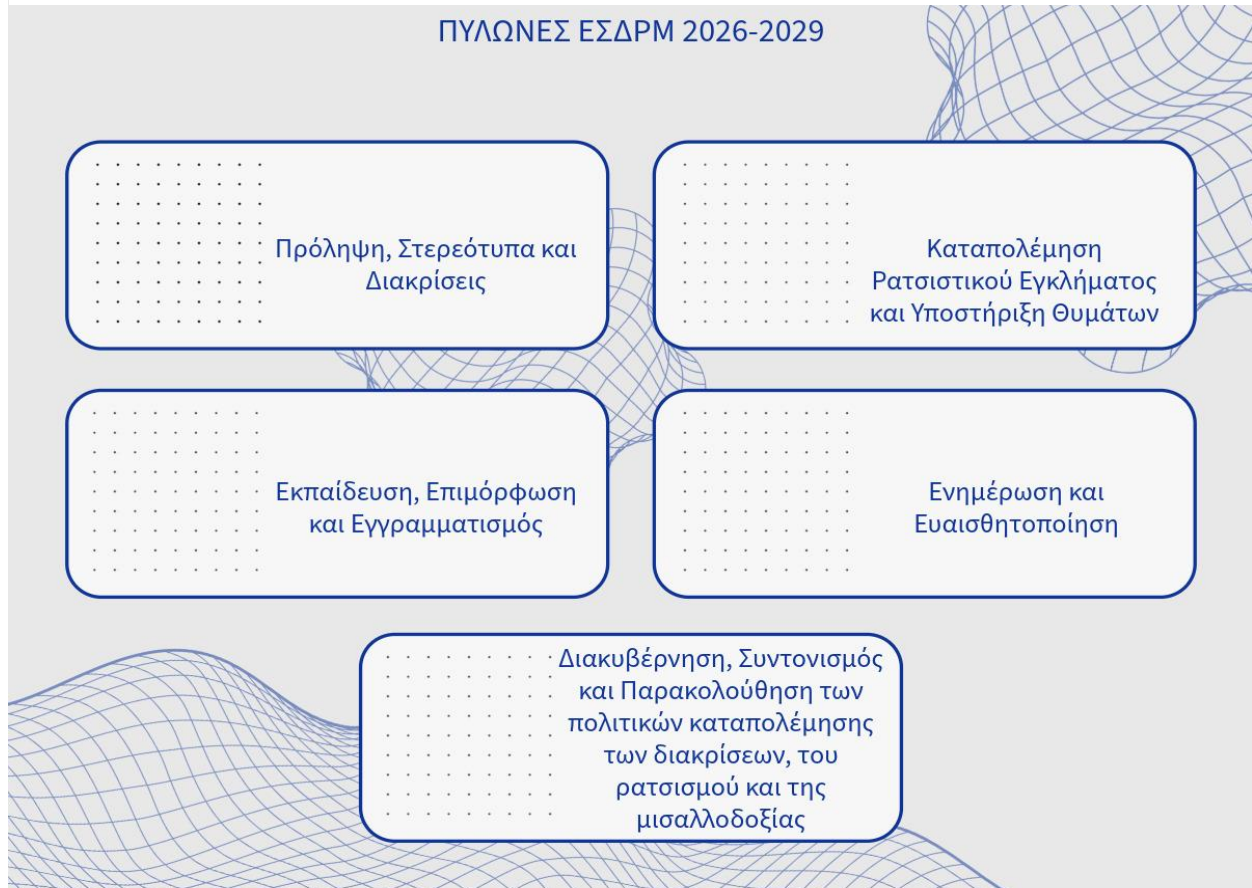 ΠΥΛΩΝΕΣ ΕΣΔΡΜ 2026-2029
Πρόληψη, Στερεότυπα και
Διακρίσεις
Καταπολέμηση
Ρατσιστικού Εγκλήματος
και Υποστήριξη Θυμάτων
Εκπαίδευση, Επιμόρφωση
και Εγγραμματισμός
Ενημέρωση και
Ευαισθητοποίηση
Διακυβέρνηση, Συντονισμός
και Παρακολούθηση των
πολιτικών καταπολέμησης
των διακρίσεων, του
ρατσισμού και της
μισαλλοδοξίας